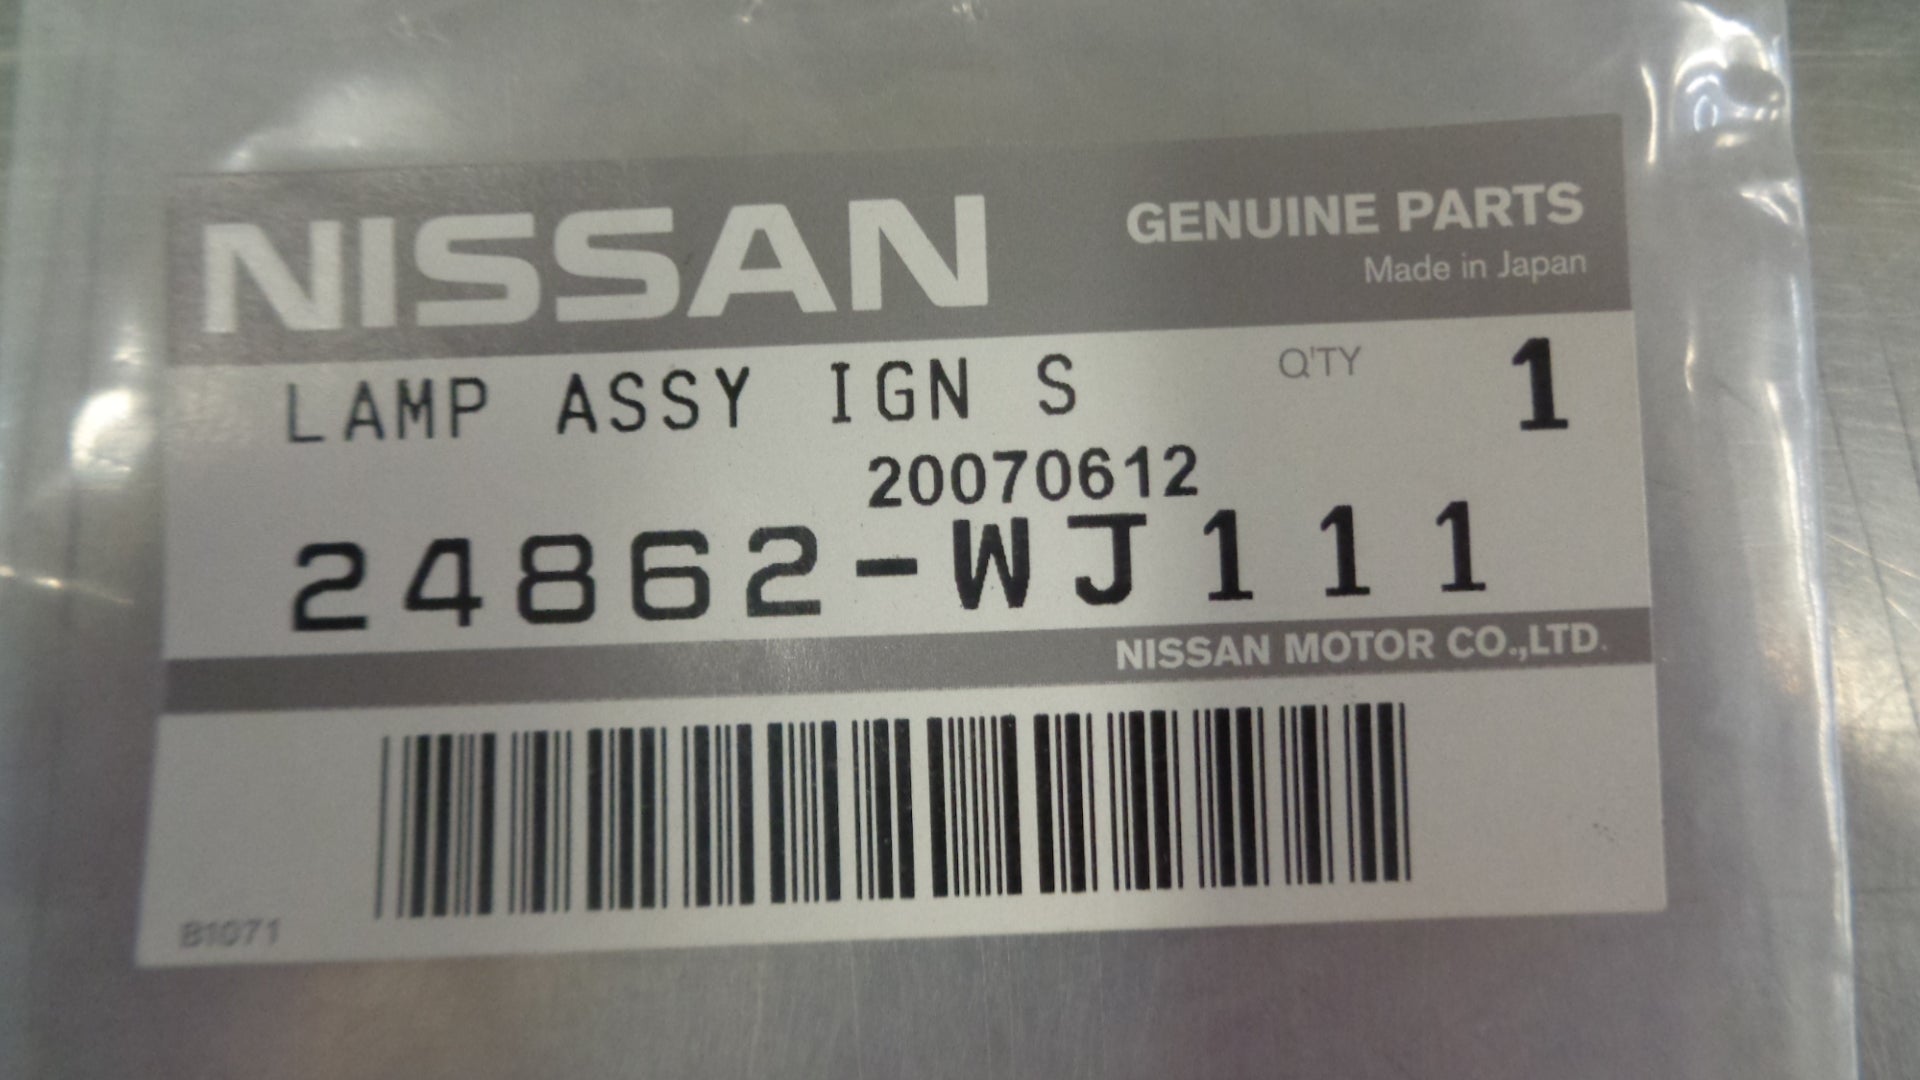 NISSAN
GENUINE PARTS
Made in Japan
LAMP ASSY IGN S
Q'TY 1
20070612
24862-WJ111
NISSAN MOTOR CO.,LTD.
B1071